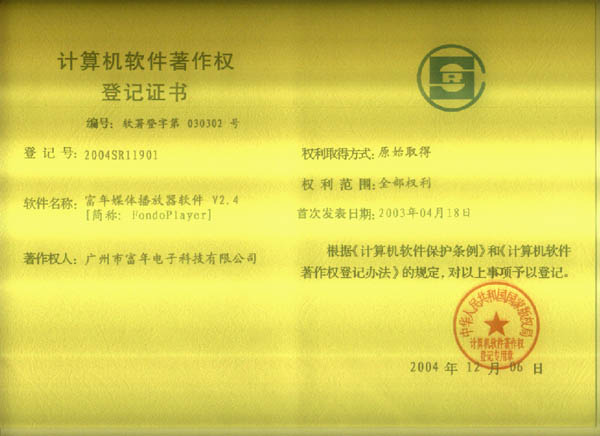 计算机软件著作权
登记证书
编号：软著登字第 030302 号
登记号：2004SR11901
软件名称：富年媒体播放器软件 V2.4
[简称：HondoPlayer]
著作权人：广州市富年电子科技有限公司
权利取得方式：原始取得
权利范围：全部权利
首次发表日期：2003年04月18日
根据《计算机软件保护条例》和《计算机软件
著作权登记办法》的规定，对以上事项予以登记。
中华人民共和国国家版权局
计算机软件著作权
登记专用章
2004 年 12 月 06 日